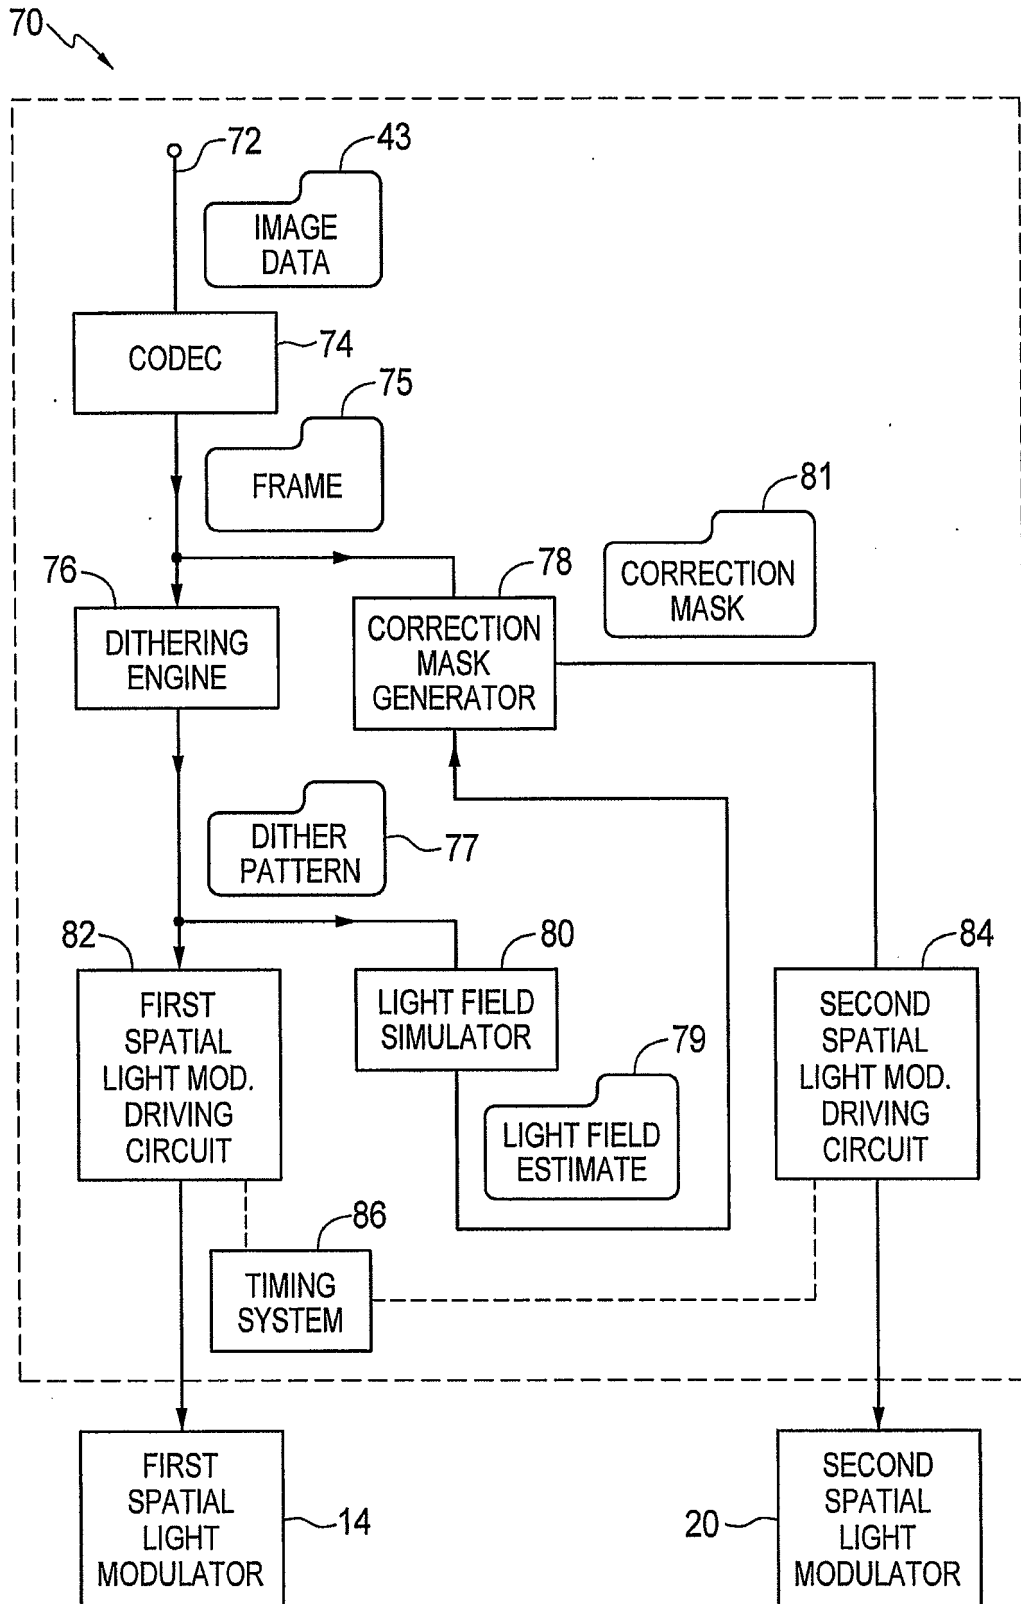 70
72
43
IMAGE
DATA
CODEC
74
75
FRAME
81
CORRECTION
MASK
76
DITHERING
ENGINE
78
CORRECTION
MASK
GENERATOR
DITHER
PATTERN
77
82
FIRST
SPATIAL
LIGHT MOD.
DRIVING
CIRCUIT
80
LIGHT FIELD
SIMULATOR
79
LIGHT FIELD
ESTIMATE
84
SECOND
SPATIAL
LIGHT MOD.
DRIVING
CIRCUIT
86
TIMING
SYSTEM
FIRST
SPATIAL
LIGHT
MODULATOR
14
20
SECOND
SPATIAL
LIGHT
MODULATOR